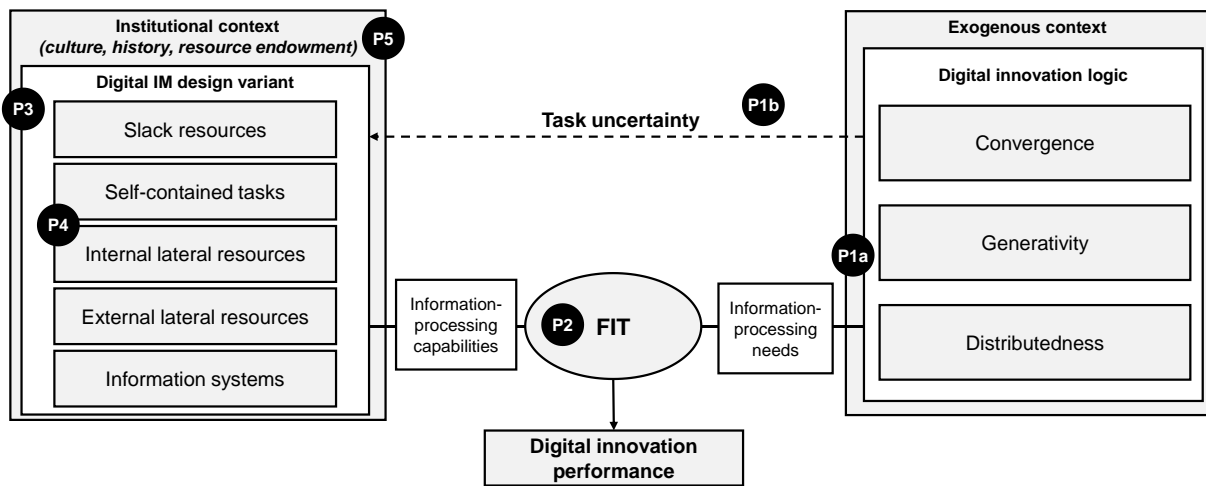 Institutional context
(culture, history, resource endowment)
P5
Digital IM design variant
P3
Slack resources
Self-contained tasks
P4
Internal lateral resources
External lateral resources
Information systems
Task uncertainty
P1b
Information-
processing
capabilities
P2
FIT
Information-
processing
needs
Digital innovation
performance
Exogenous context
Digital innovation logic
Convergence
Generativity
P1a
Distributedness